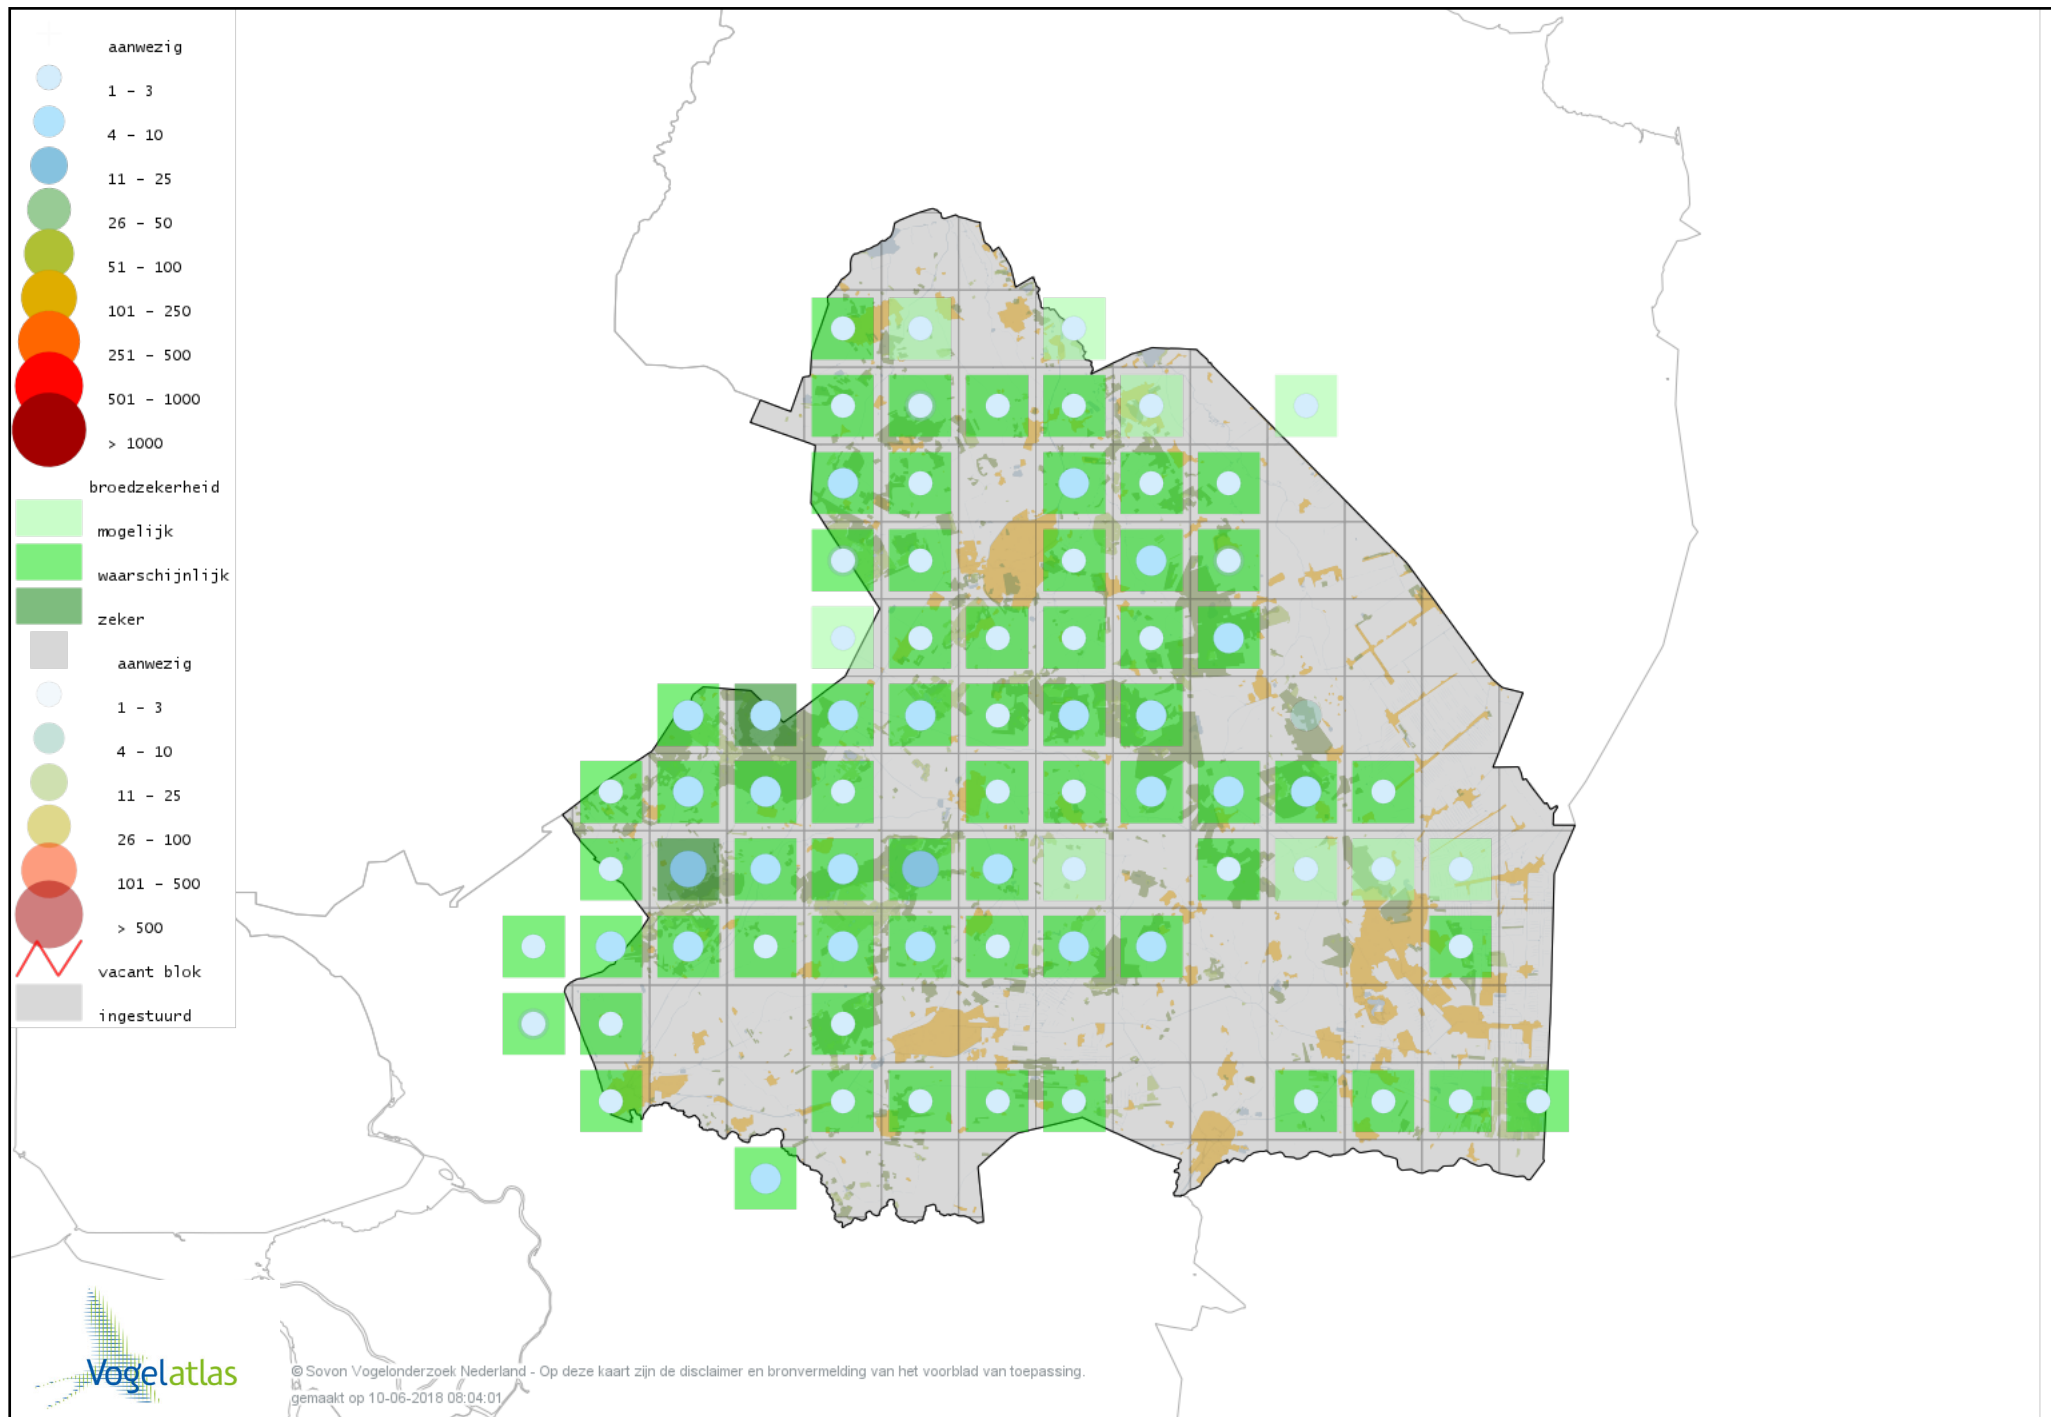 aanwezig
1 - 3
4 - 10
11 - 25
26 - 50
51 - 100
101 - 250
251 - 500
501 - 1000
> 1000
broedzekerheid
mogelijk
waarschijnlijk
zeker
aanwezig
1 - 3
4 - 10
11 - 25
26 - 100
101 - 500
> 500
vacant blok
ingestuurd
Vogelatlas
© Sovon Vogelonderzoek Nederland - Op deze kaart zijn de disclaimer en bronvermelding van het voorblad van toepassing.
gemaakt op 10-06-2018 08:04:01